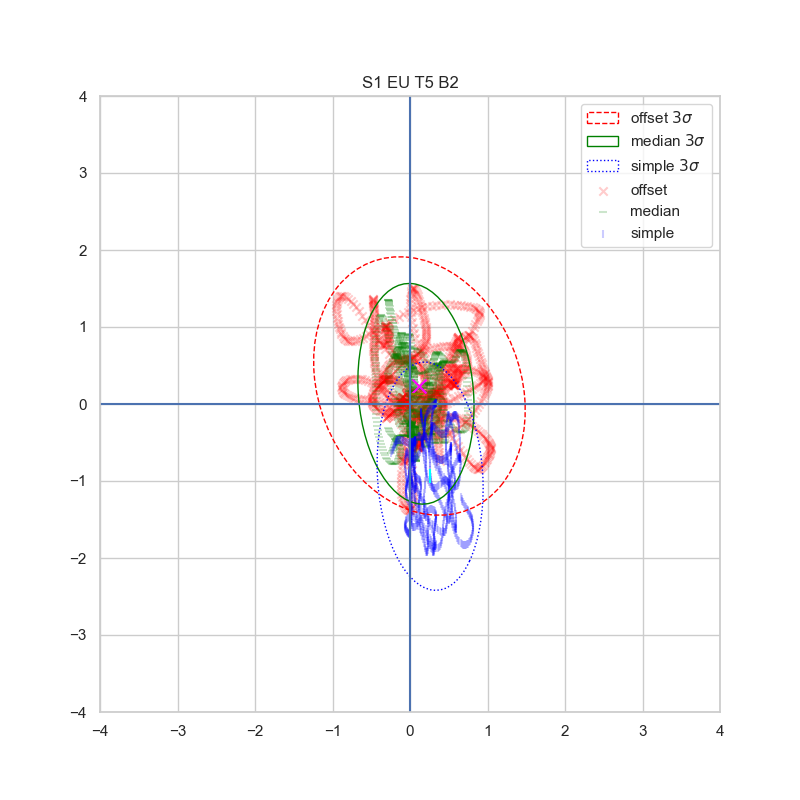 S1 EU T5 B2
offset 3σ
median 3σ
simple 3σ
offset
median
simple
4
3
2
1
0
−1
−2
−3
−4
−4 −3 −2 −1 0 1 2 3 4